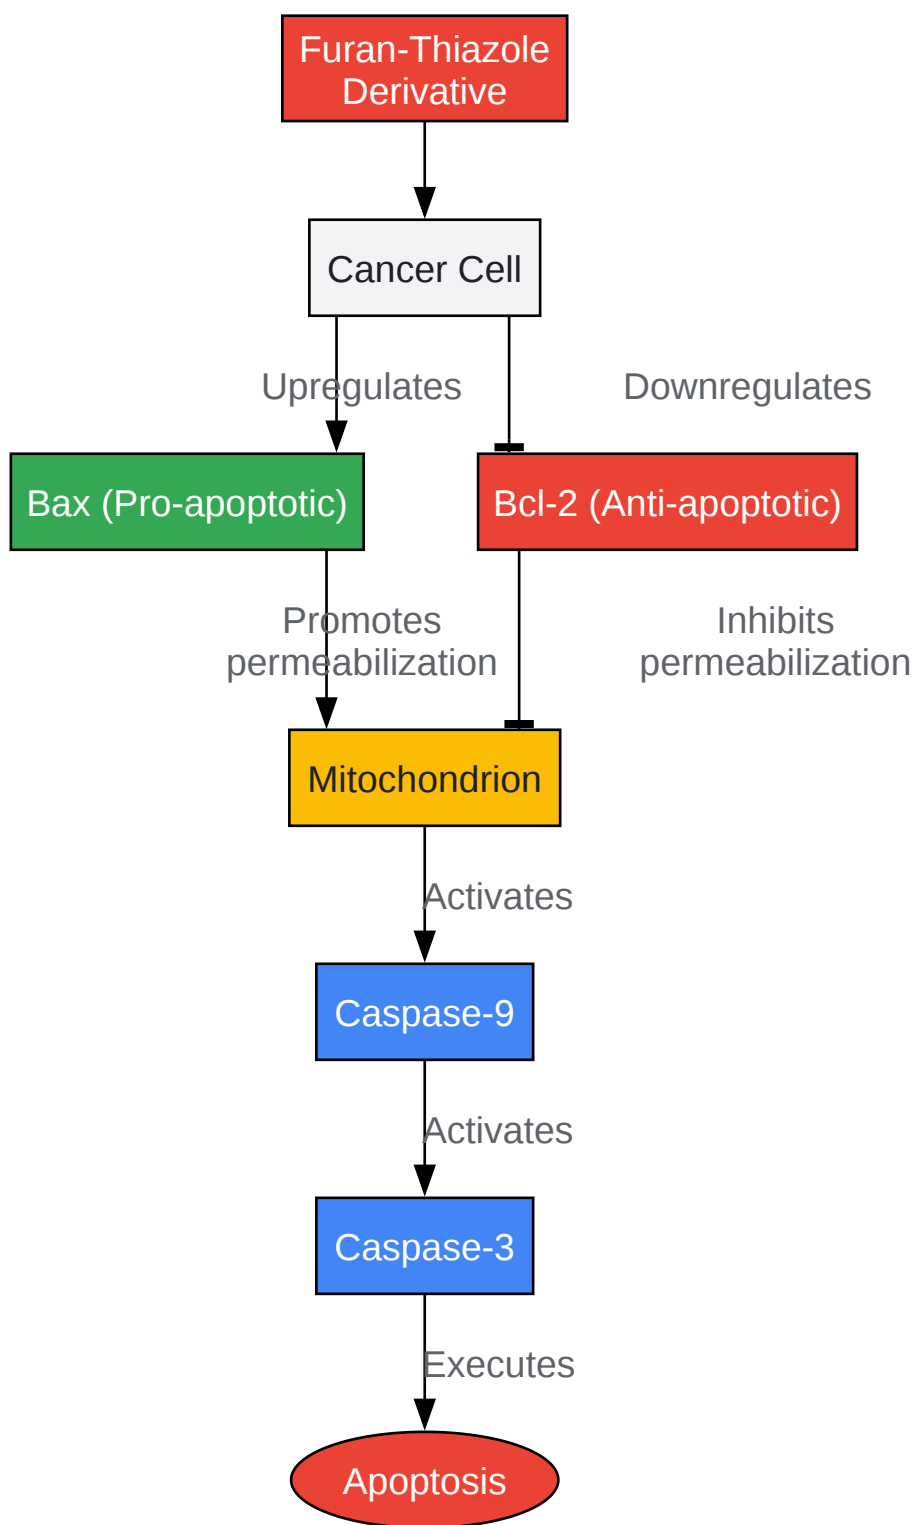 Furan-Thiazole
Derivative
Cancer Cell
Upregulates
Downregulates
Bax (Pro-apoptotic)
Bcl-2 (Anti-apoptotic)
Promotes
permeabilization
Inhibits
permeabilization
Mitochondrion
Activates
Caspase-9
Activates
Caspase-3
Executes
Apoptosis